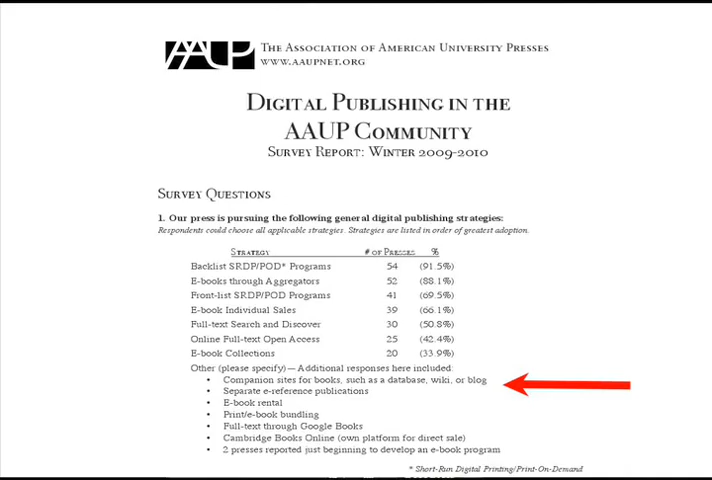 AAUP
THE ASSOCIATION OF AMERICAN UNIVERSITY PRESSES
WWW.AAUPNET.ORG
DIGITAL PUBLISHING IN THE
AAUP COMMUNITY
SURVEY REPORT: WINTER 2009-2010
SURVEY QUESTIONS
1. Our press is pursuing the following general digital publishing strategies:
Respondents could choose all applicable strategies. Strategies are listed in order of greatest adoption.
STRATEGY # OF PRESSES %
Backlist SRDP/POD* Programs 54 (91.5%)
E-books through Aggregators 52 (88.1%)
Front-list SRDP/POD Programs 41 (69.5%)
E-book Individual Sales 39 (66.1%)
Full-text Search and Discover 30 (50.8%)
Online Full-text Open Access 25 (42.4%)
E-book Collections 20 (33.9%)
Other (please specify)—Additional responses here included:
• Companion sites for books, such as a database, wiki, or blog
• Separate e-reference publications
• E-book rental
• Print/e-book bundling
• Full-text through Google Books
• Cambridge Books Online (own platform for direct sale)
• 2 presses reported just beginning to develop an e-book program
* Short-Run Digital Printing/Print-On-Demand